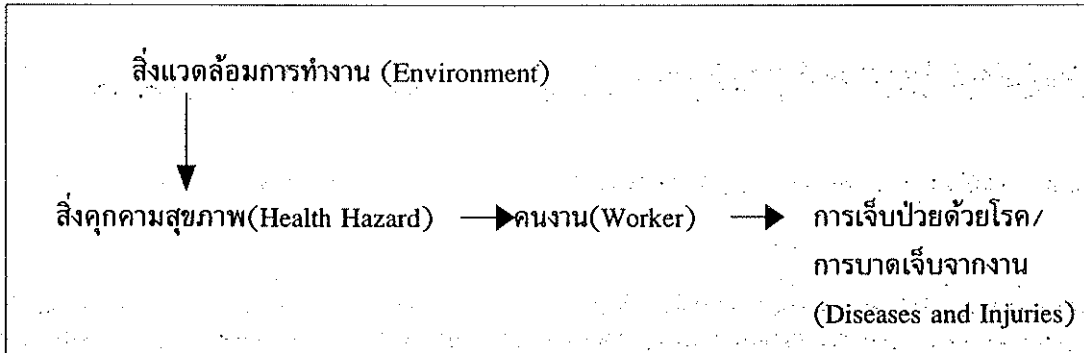 สิ่งแวดล้อมการทำงาน (Environment)
สิ่งคุกคามสุขภาพ(Health Hazard) คนงาน(Worker) การเจ็บป่วยด้วยโรค/
การบาดเจ็บจากงาน
(Diseases and Injuries)